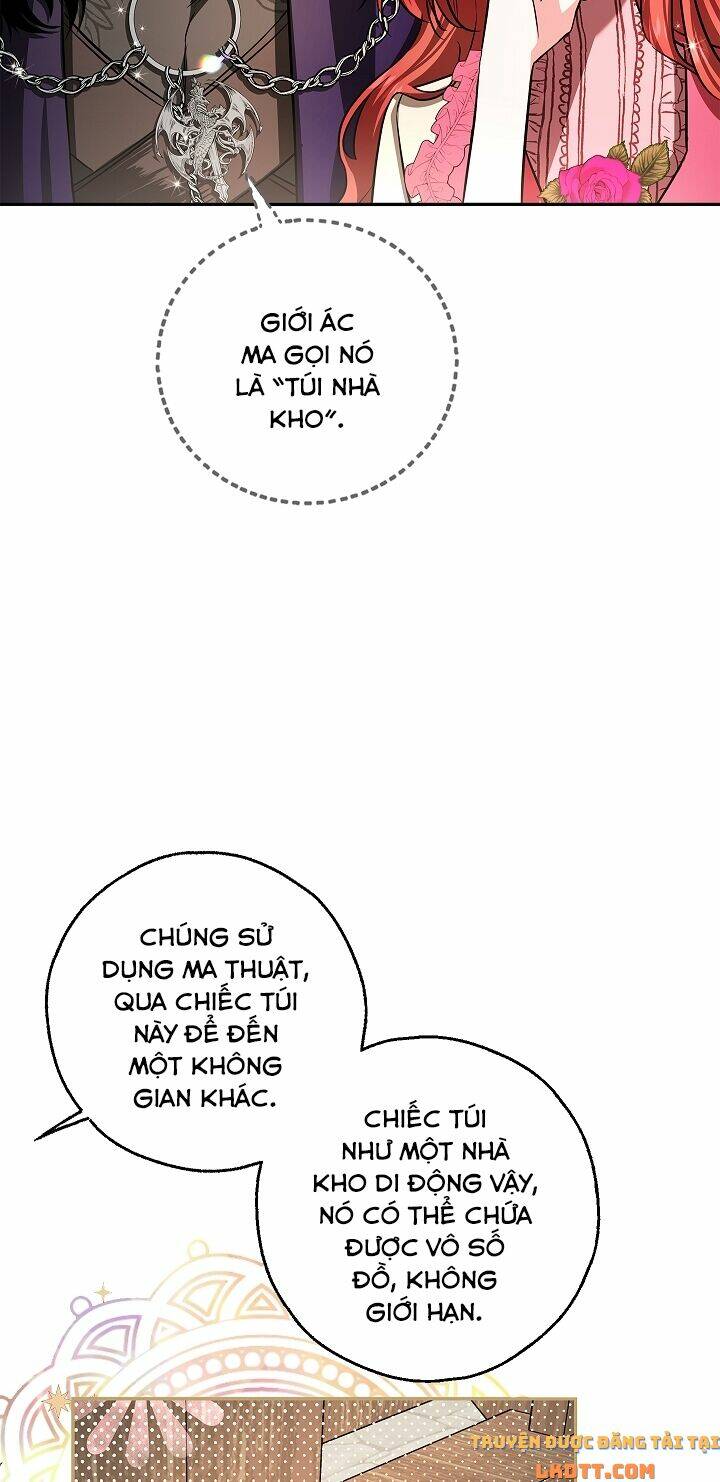 GIỚI ÁC
MA GỌI NÓ
LÀ "TÚI NHÀ
KHO".
CHÚNG SỬ
DỤNG MA THUẬT,
QUA CHIẾC TÚI
NÀY ĐỂ ĐẾN
MỘT KHÔNG
GIAN KHÁC.
CHIẾC TÚI
NHƯ MỘT NHÀ
KHO DI ĐỘNG VẬY,
NÓ CÓ THỂ CHỨA
ĐƯỢC VÔ SỐ
ĐỒ, KHÔNG
GIỚI HẠN.
TRUYỆN ĐƯỢC ĐĂNG TẢI TẠI
LHDTT.COM